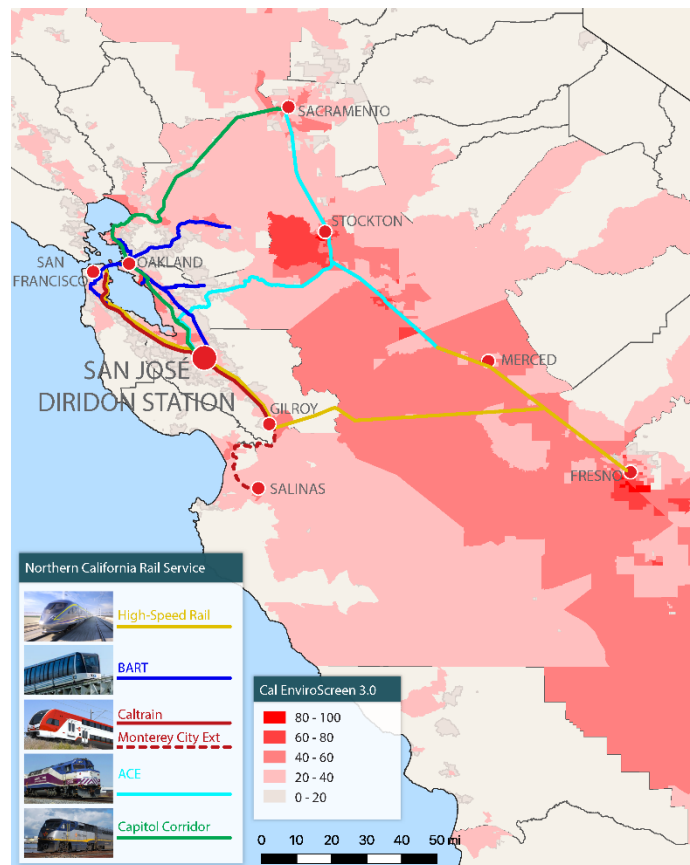 SACRAMENTO
STOCKTON
SAN
FRANCISCO
OAKLAND
MERCED
SAN JOSÉ
DIRIDON STATION
GILROY
FRESNO
SALINAS
Northern California Rail Service
High-Speed Rail
BART
Caltrain
Monterey City Ext
ACE
Capitol Corridor
Cal EnviroScreen 3.0
80 - 100
60 - 80
40 - 60
20 - 40
0 - 20
0 10 20 30 40 50 mi